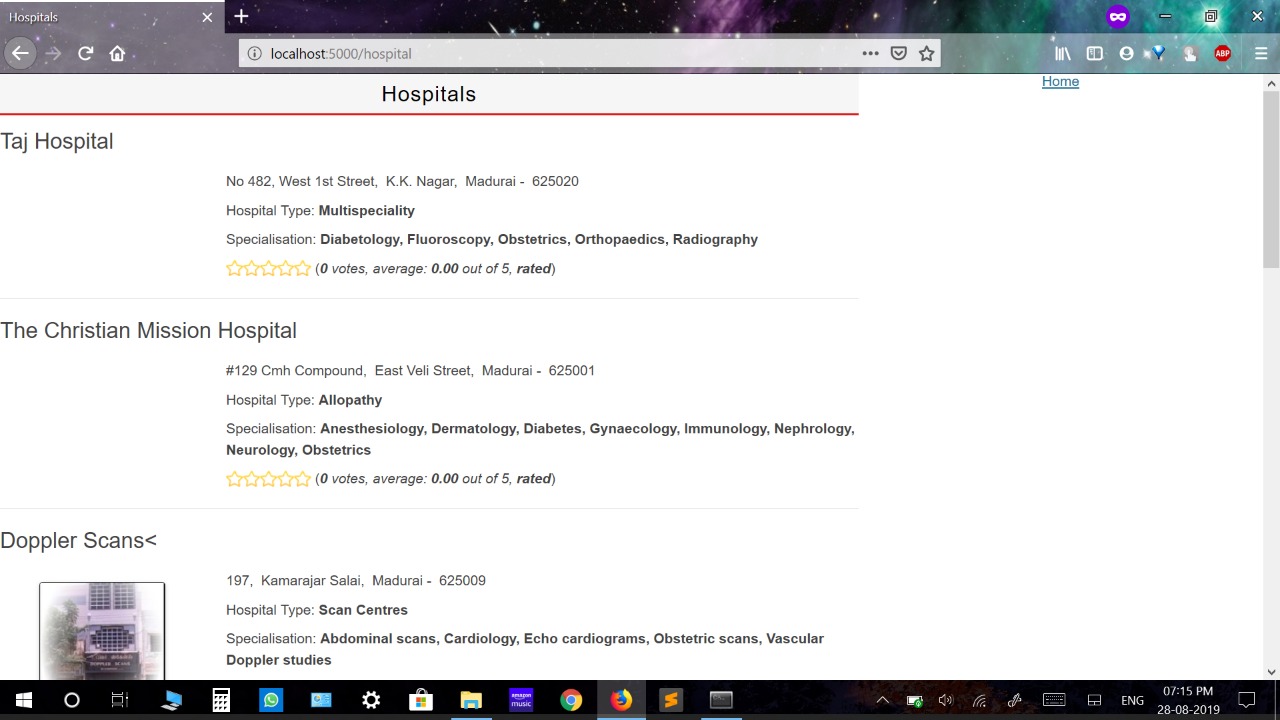 Hospitals
localhost:5000/hospital
ABP
Home
Hospitals
Taj Hospital
No 482, West 1st Street, K.K. Nagar, Madurai - 625020
Hospital Type: Multispeciality
Specialisation: Diabetology, Fluoroscopy, Obstetrics, Orthopaedics, Radiography
(0 votes, average: 0.00 out of 5, rated)
The Christian Mission Hospital
#129 Cmh Compound, East Veli Street, Madurai - 625001
Hospital Type: Allopathy
Specialisation: Anesthesiology, Dermatology, Diabetes, Gynaecology, Immunology, Nephrology,
Neurology, Obstetrics
(0 votes, average: 0.00 out of 5, rated)
Doppler Scans<
197, Kamarajar Salai, Madurai - 625009
Hospital Type: Scan Centres
Specialisation: Abdominal scans, Cardiology, Echo cardiograms, Obstetric scans, Vascular
Doppler studies
DOPPLER SCANS
amazon music
ENG
07:15 PM
28-08-2019